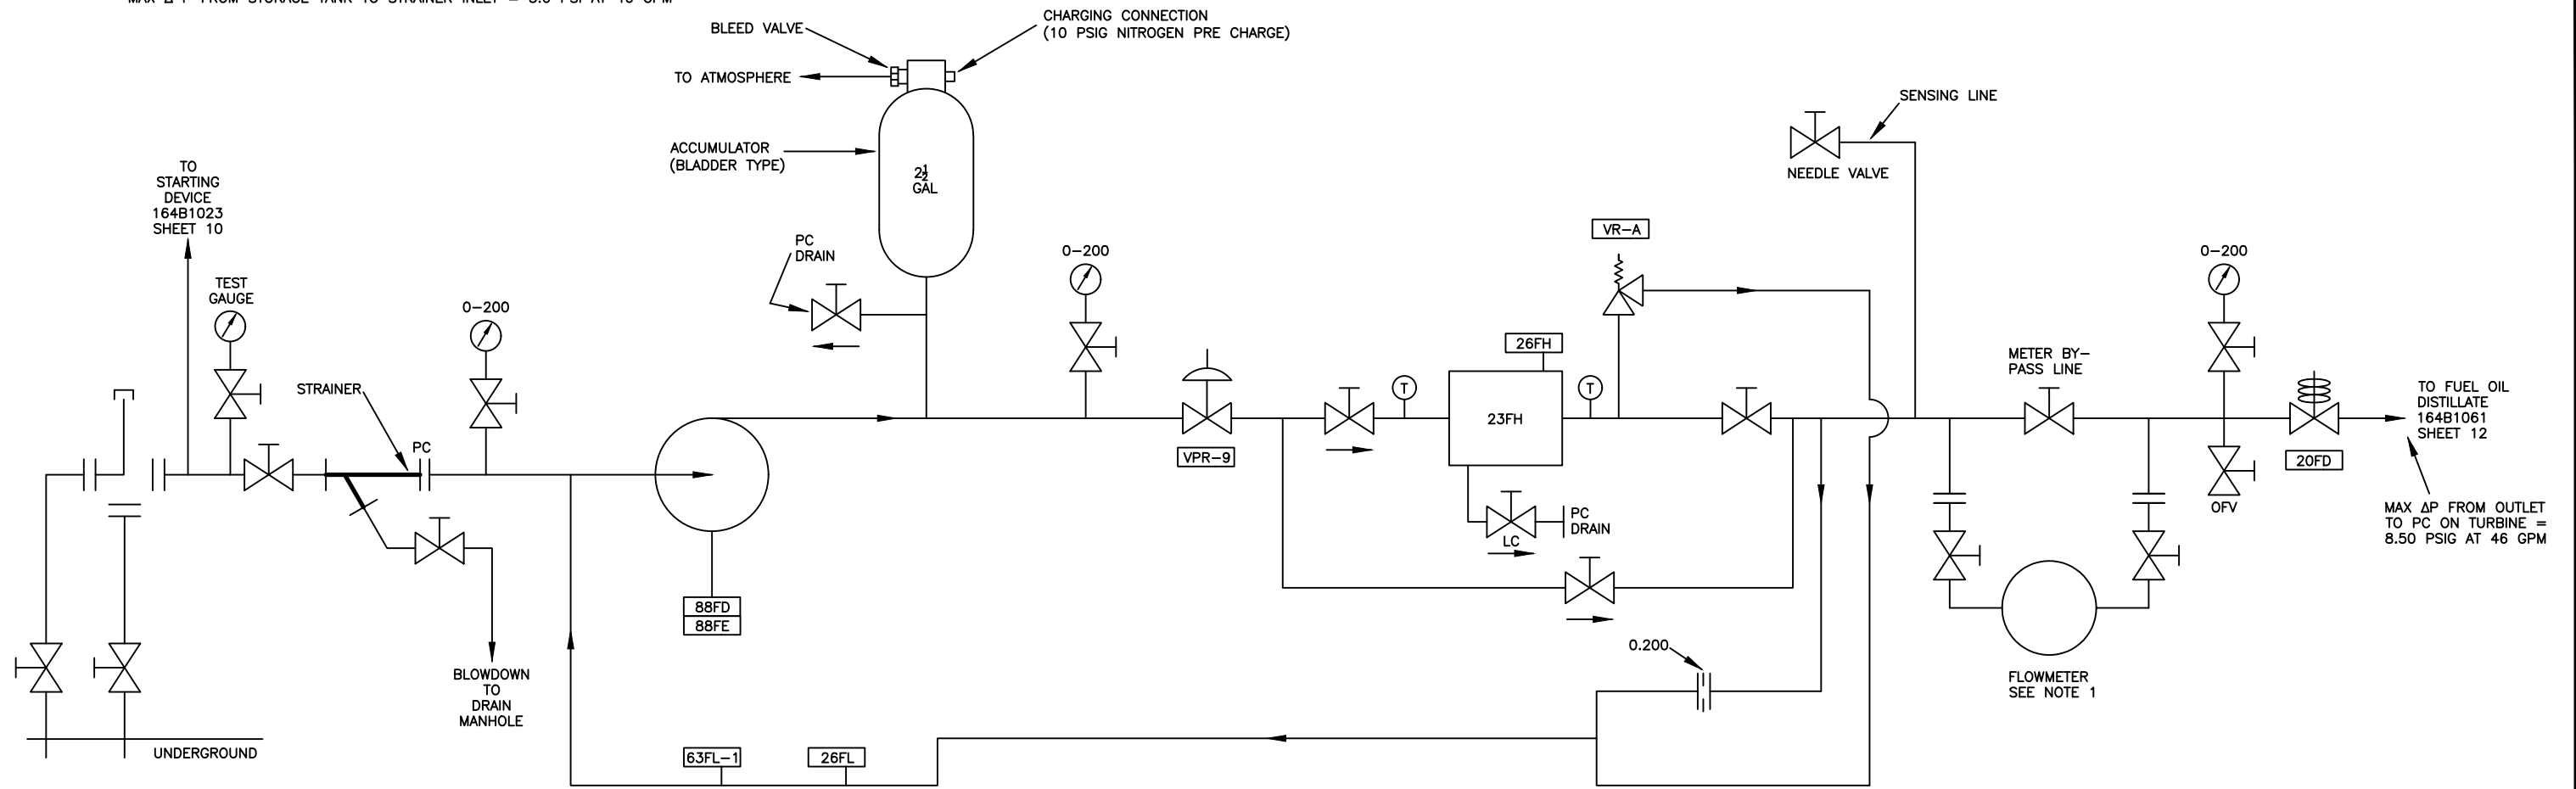 BLEED VALVE
CHARGING CONNECTION
(10 PSIG NITROGEN PRE CHARGE)
TO ATMOSPHERE
SENSING LINE
ACCUMULATOR
(BLADDER TYPE)
2½
GAL
NEEDLE VALVE
TO
STARTING
DEVICE
164B1023
SHEET 10
VR-A
PC
DRAIN
0-200
0-200
TEST
GAUGE
0-200
26FH
METER BY-
PASS LINE
STRAINER
T
T
TO FUEL OIL
DISTILLATE
164B1061
SHEET 12
23FH
PC
VPR-9
20FD
OFV
PC
DRAIN
LC
MAX ΔP FROM OUTLET
TO PC ON TURBINE =
8.50 PSIG AT 46 GPM
88FD
88FE
0.200
BLOWDOWN
TO
DRAIN
MANHOLE
FLOWMETER
SEE NOTE 1
UNDERGROUND
63FL-1
26FL